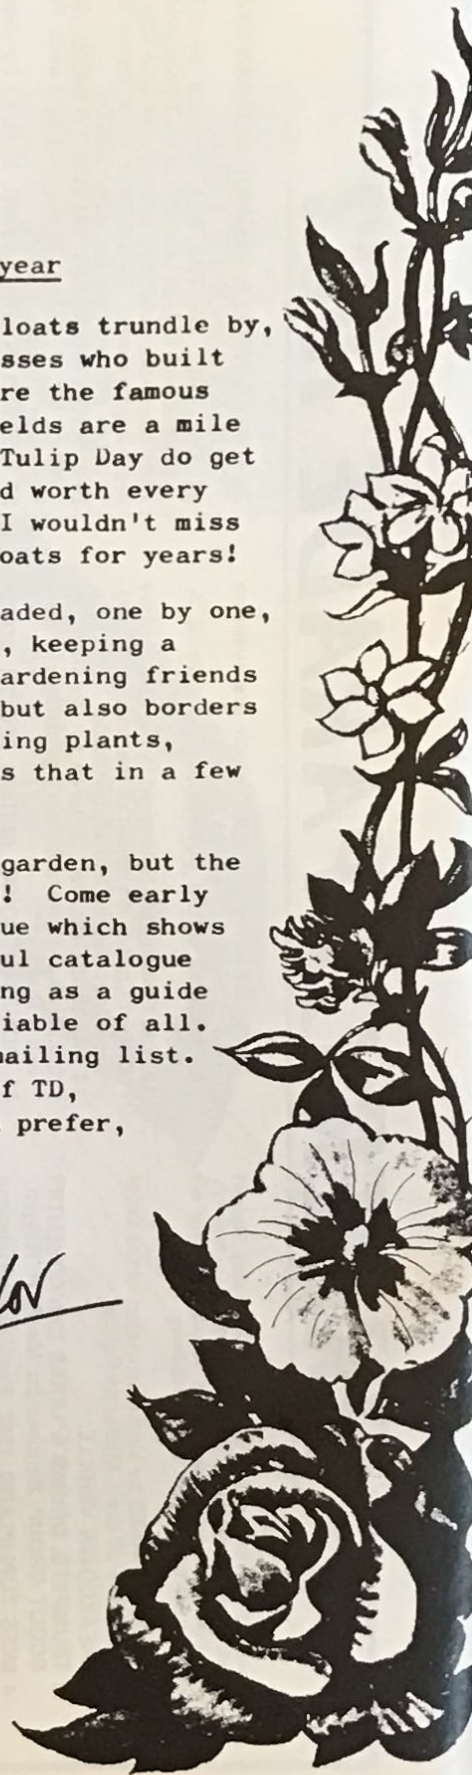 year
loats trundle by,
sses who built
re the famous
elds are a mile
Tulip Day do get
d worth every
I wouldn't miss
oats for years!
aded, one by one,
, keeping a
ardening friends
but also borders
ing plants,
s that in a few
garden, but the
! Come early
ue which shows
ul catalogue
ng as a guide
iable of all.
mailing list.
f TD,
prefer,